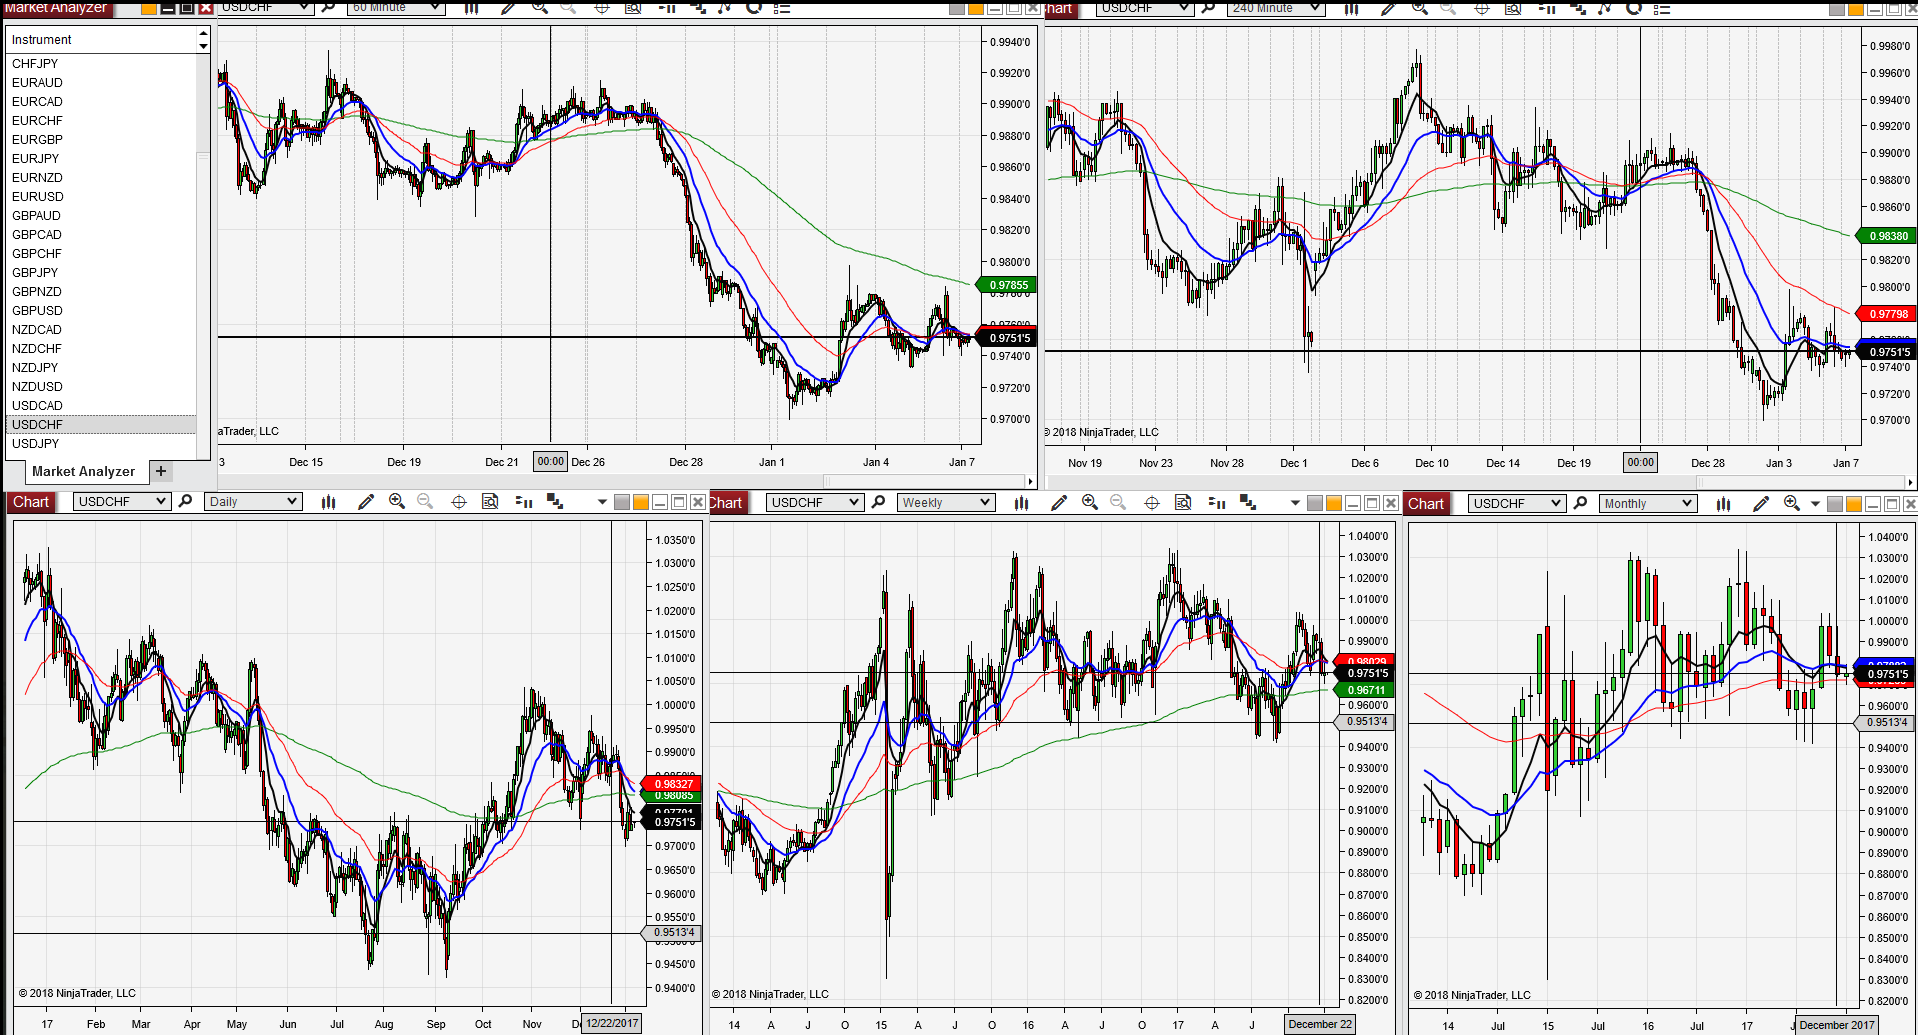 Market Analyzer
Instrument
CHFJPY
EURAUD
EURCAD
EURCHF
EURGBP
EURJPY
EURNZD
EURUSD
GBPAUD
GBPCAD
GBPCHF
GBPJPY
GBPNZD
GBPUSD
NZDCAD
NZDCHF
NZDJPY
NZDUSD
USDCAD
USDCHF
USDJPY
Market Analyzer +
USDCHF 60 Minute
0.9940'0
0.9920'0
0.9900'0
0.9880'0
0.9860'0
0.9840'0
0.9820'0
0.9800'0
0.97855
0.9780'0
0.9751'5
0.9740'0
0.9720'0
0.9700'0
njaTrader, LLC
3 Dec 15 Dec 19 Dec 21 00:00 Dec 26 Dec 28 Jan 1 Jan 4 Jan 7
hart USDCHF 240 Minute
0.9980'0
0.9960'0
0.9940'0
0.9920'0
0.9900'0
0.9880'0
0.9860'0
0.98380
0.9820'0
0.9800'0
0.97798
0.9751'5
0.9740'0
0.9720'0
0.9700'0
© 2018 NinjaTrader, LLC
Nov 19 Nov 23 Nov 28 Dec 1 Dec 6 Dec 10 Dec 14 Dec 19 00:00 Dec 28 Jan 3 Jan 7
Chart USDCHF Daily
1.0350'0
1.0300'0
1.0250'0
1.0200'0
1.0150'0
1.0100'0
1.0050'0
1.0000'0
0.9950'0
0.9900'0
0.98327
0.98085
0.9751'5
0.9700'0
0.9650'0
0.9600'0
0.9550'0
0.9513'4
0.9450'0
0.9400'0
© 2018 NinjaTrader, LLC
17 Feb Mar Apr May Jun Jul Aug Sep Oct Nov 12/22/2017
Chart USDCHF Weekly
1.0400'0
1.0300'0
1.0200'0
1.0100'0
1.0000'0
0.9900'0
0.98029
0.9751'5
0.96711
0.9600'0
0.9513'4
0.9400'0
0.9300'0
0.9200'0
0.9100'0
0.9000'0
0.8900'0
0.8800'0
0.8700'0
0.8600'0
0.8500'0
0.8400'0
0.8300'0
0.8200'0
© 2018 NinjaTrader, LLC
14 A J O 15 A J O 16 A J O 17 A J December 22
Chart USDCHF Monthly
1.0400'0
1.0300'0
1.0200'0
1.0100'0
1.0000'0
0.9900'0
0.9751'5
0.9600'0
0.9513'4
0.9400'0
0.9300'0
0.9200'0
0.9100'0
0.9000'0
0.8900'0
0.8800'0
0.8700'0
0.8600'0
0.8500'0
0.8400'0
0.8300'0
0.8200'0
© 2018 NinjaTrader, LLC
14 Jul 15 Jul 16 Jul 17 December 2017